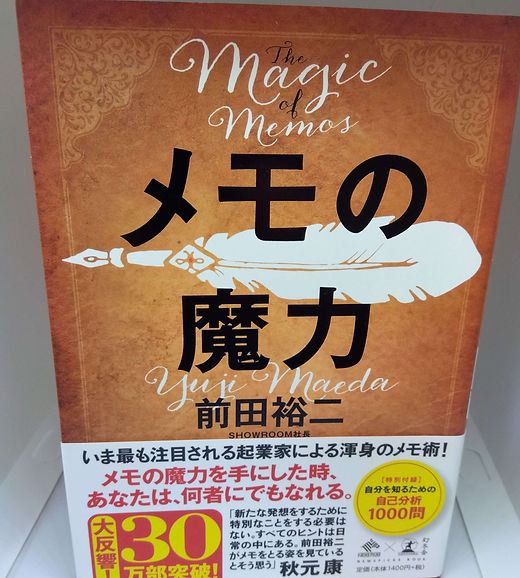 The
Magic
of
Memos
メモの
魔力
Yuji Maeda
前田裕二
SHOWROOM社長
いま最も注目される起業家による渾身のメモ術!
メモの魔力を手にした時、
あなたは、何者にでもなれる。
[特別付録]
自分を知るための
自己分析
1000問
大反響!
30
万部突破!
「新たな発想をするために
特別なことをする必要は
ない。すべてのヒントは日
常の中にある。前田裕二
がメモをとる姿を見ている
とそう思う」秋元 康
NEWSPICKS BOOK
幻冬舎
定価(本体1400円+税)